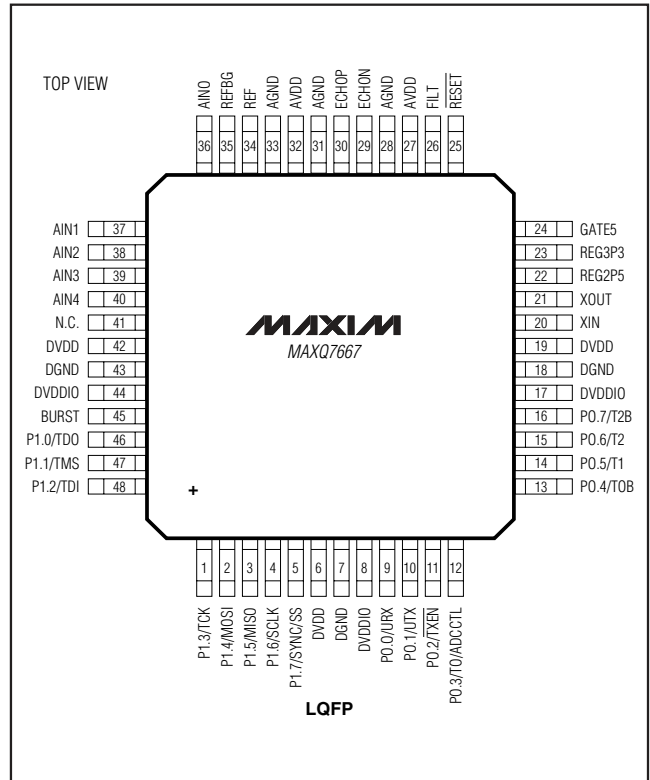 TOP VIEW
AIN0
REFBG
REF
AGND
AVDD
AGND
ECHOP
ECHON
AGND
AVDD
FILT
RESET
36 35 34 33 32 31 30 29 28 27 26 25
AIN1 37
AIN2 38
AIN3 39
AIN4 40
N.C. 41
DVDD 42
DGND 43
DVDDIO 44
BURST 45
P1.0/TDO 46
P1.1/TMS 47
P1.2/TDI 48
MAXIM
MAXQ7667
+
24 GATE5
23 REG3P3
22 REG2P5
21 XOUT
20 XIN
19 DVDD
18 DGND
17 DVDDIO
16 P0.7/T2B
15 P0.6/T2
14 P0.5/T1
13 P0.4/T0B
1 2 3 4 5 6 7 8 9 10 11 12
P1.3/TCK
P1.4/MOSI
P1.5/MISO
P1.6/SCLK
P1.7/SYNC/SS
DVDD
DGND
DVDDIO
P0.0/URX
P0.1/UTX
P0.2/TXEN
P0.3/T0/ADCCTL
LQFP